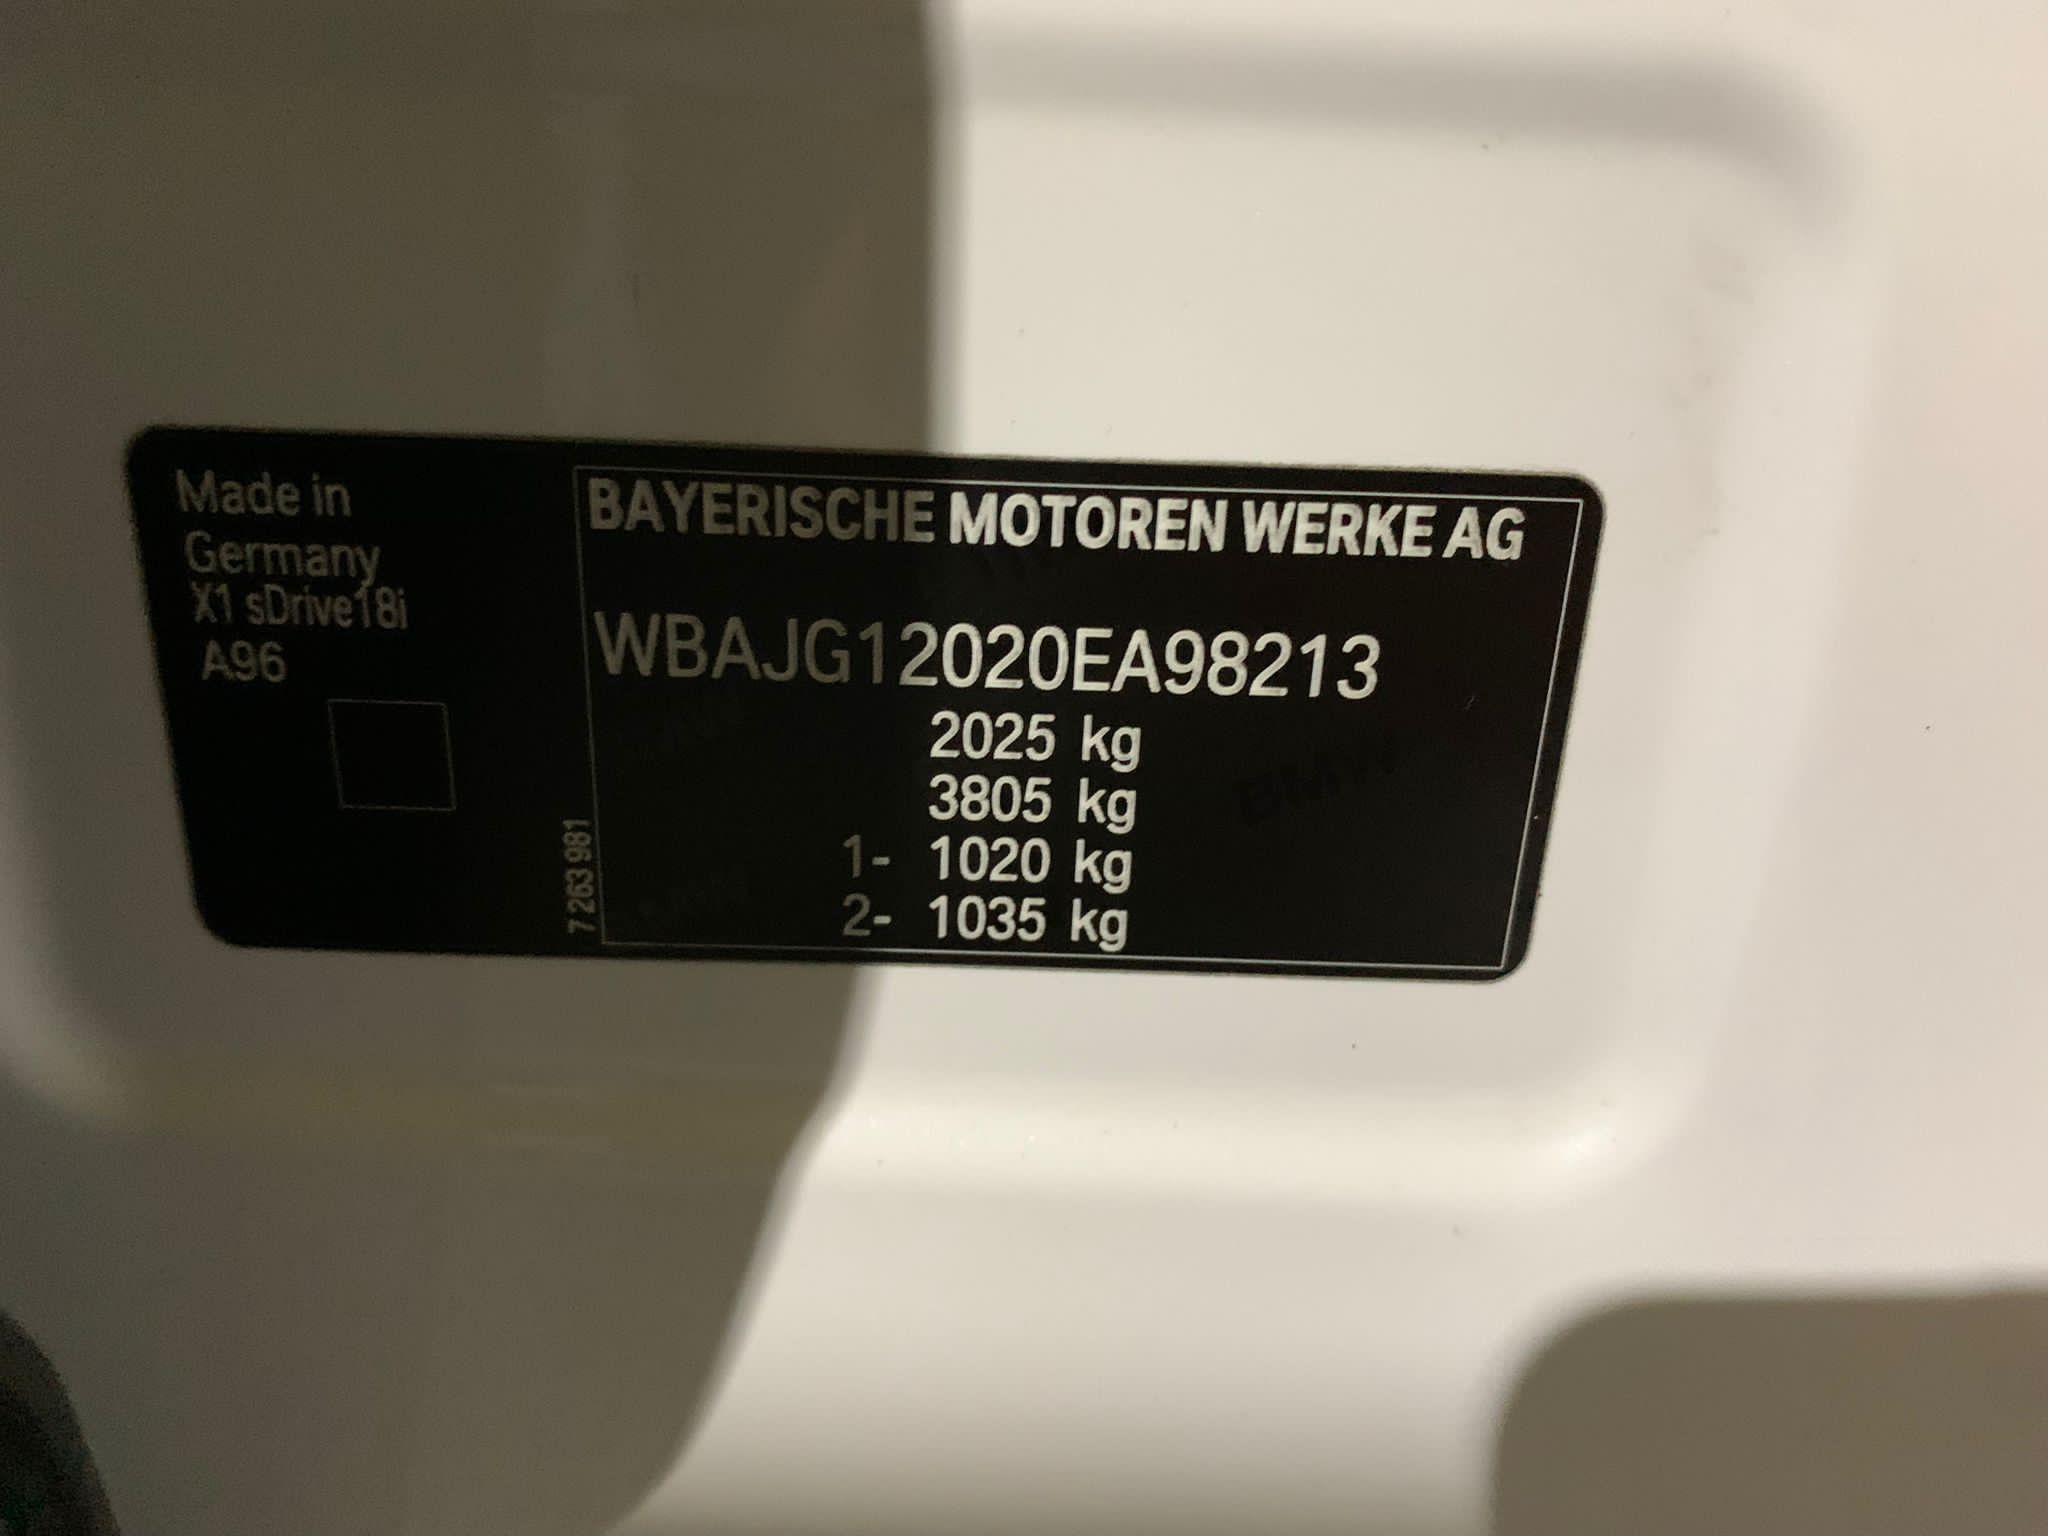 Made in
Germany
X1 sDrive18i
A96
7 263 981
BAYERISCHE MOTOREN WERKE AG
WBAJG12020EA98213
2025 kg
3805 kg
1- 1020 kg
2- 1035 kg
BMW